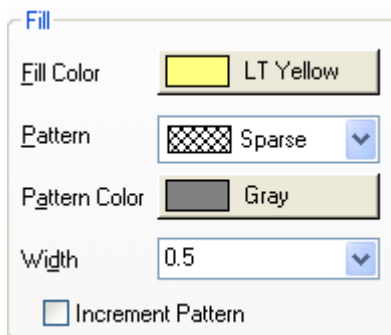 Fill
Fill Color LT Yellow
Pattern Sparse
Pattern Color Gray
Width 0.5
Increment Pattern